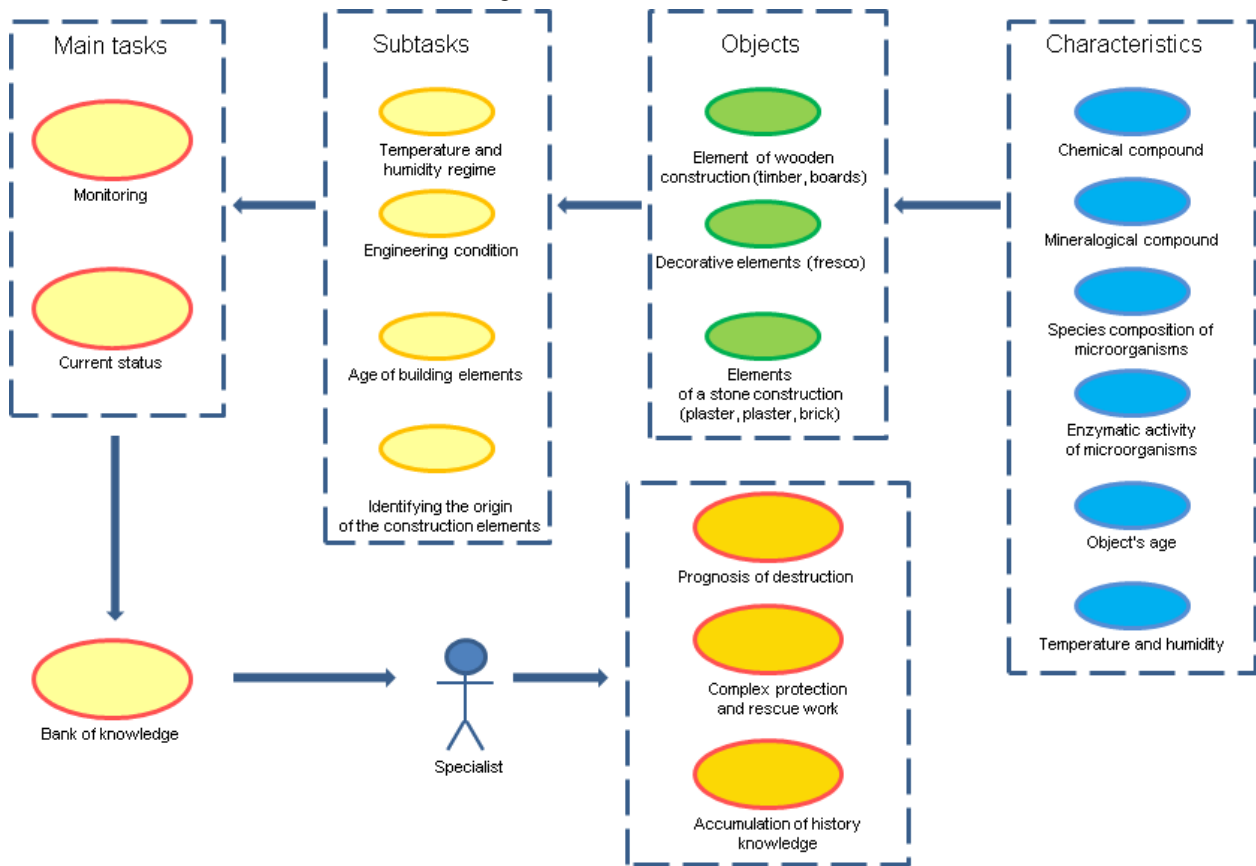 Main tasks
Monitoring
Current status
Subtasks
Temperature and
humidity regime
Engineering condition
Age of building elements
Identifying the origin
of the construction elements
Objects
Element of wooden
construction (timber, boards)
Decorative elements (fresco)
Elements
of a stone construction
(plaster, plaster, brick)
Characteristics
Chemical compound
Mineralogical compound
Species composition of
microorganisms
Enzymatic activity
of microorganisms
Object's age
Temperature and humidity
Bank of knowledge
Specialist
Prognosis of destruction
Complex protection
and rescue work
Accumulation of history
knowledge